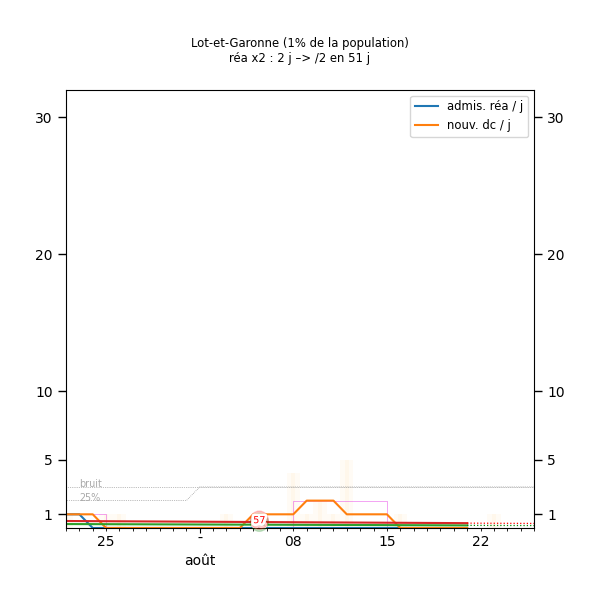 Lot-et-Garonne (1% de la population)
réa x2 : 2 j –> /2 en 51 j
admis. réa / j
nouv. dc / j
30 30
20 20
10 10
5 5
bruit
25%
1 57 1
25 - 08 15 22
août